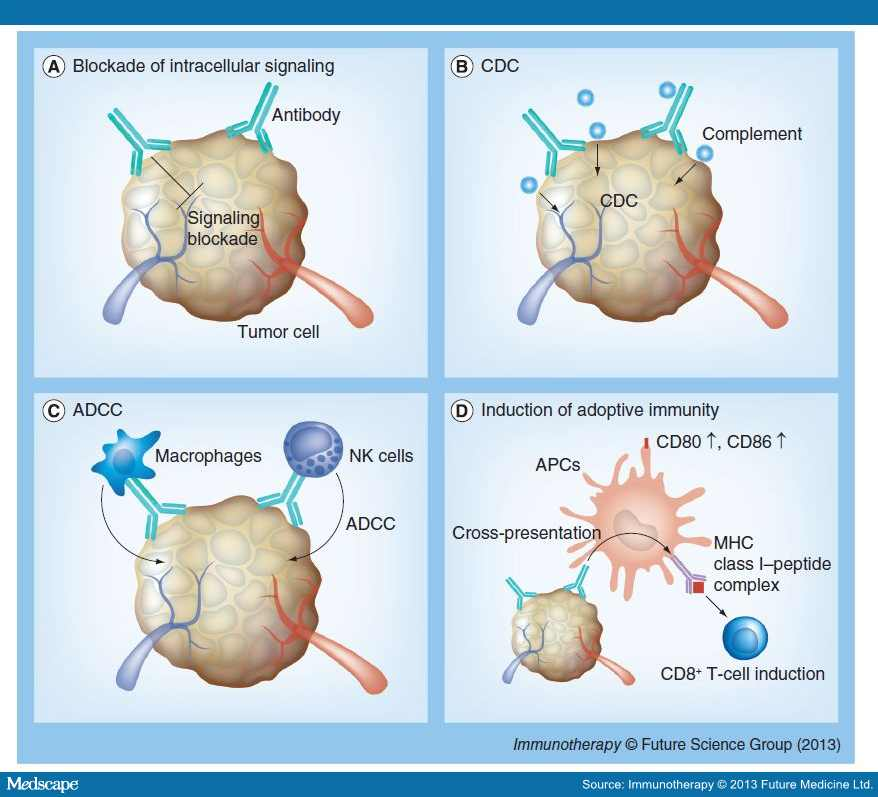 A Blockade of intracellular signaling
Antibody
Signaling
blockade
Tumor cell
B CDC
Complement
CDC
C ADCC
Macrophages
NK cells
ADCC
D Induction of adoptive immunity
CD80 ↑, CD86 ↑
APCs
Cross-presentation
MHC
class I–peptide
complex
CD8⁺ T-cell induction
Immunotherapy © Future Science Group (2013)
Medscape
Source: Immunotherapy © 2013 Future Medicine Ltd.